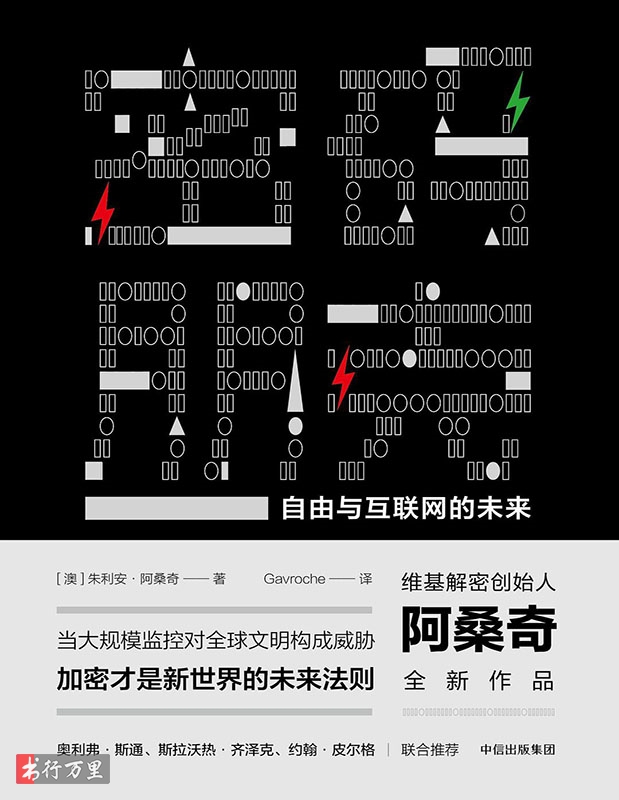 密码
朋克
自由与互联网的未来
[ 澳 ] 朱利安 · 阿桑奇 —— 著 Gavroche —— 译
维基解密创始人
阿桑奇
全新作品
当大规模监控对全球文明构成威胁
加密才是新世界的未来法则
奥利弗 · 斯通、斯拉沃热 · 齐泽克、约翰 · 皮尔格 | 联合推荐 中信出版集团
书行万里